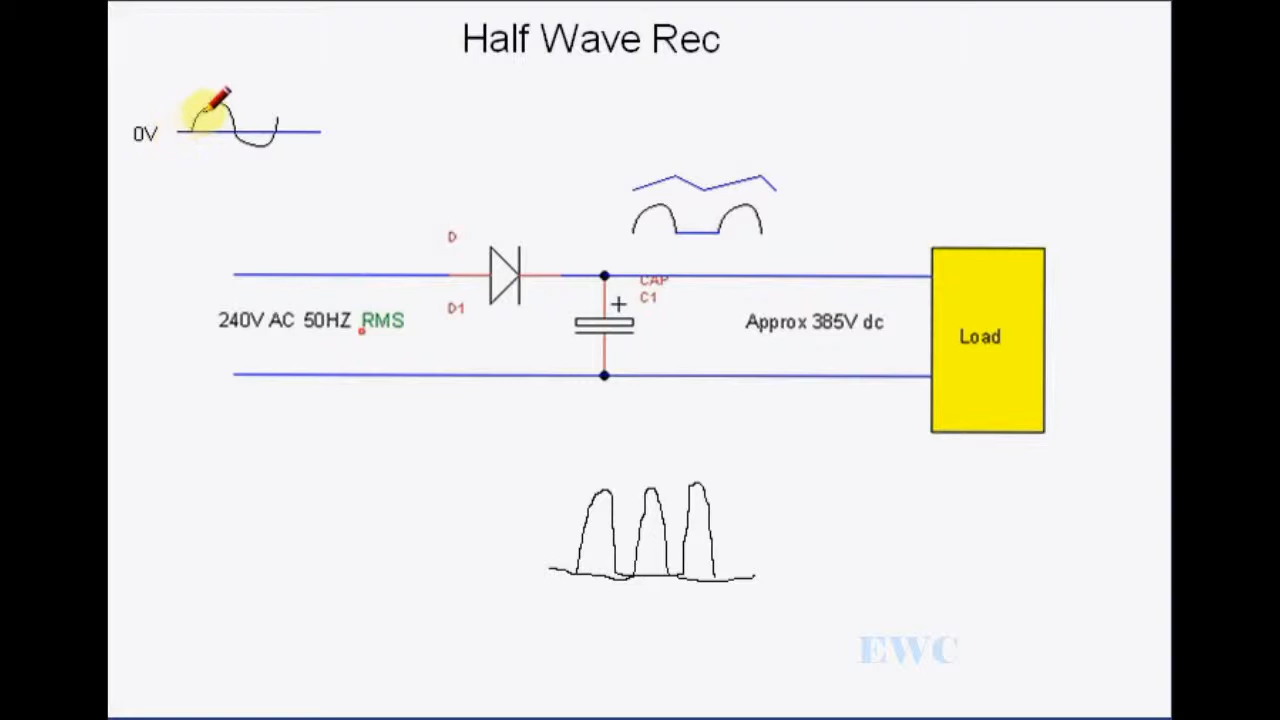 Half Wave Rec
0V
D
D1
CAP
C1
+
240V AC 50HZ RMS
Approx 385V dc
Load
EWC